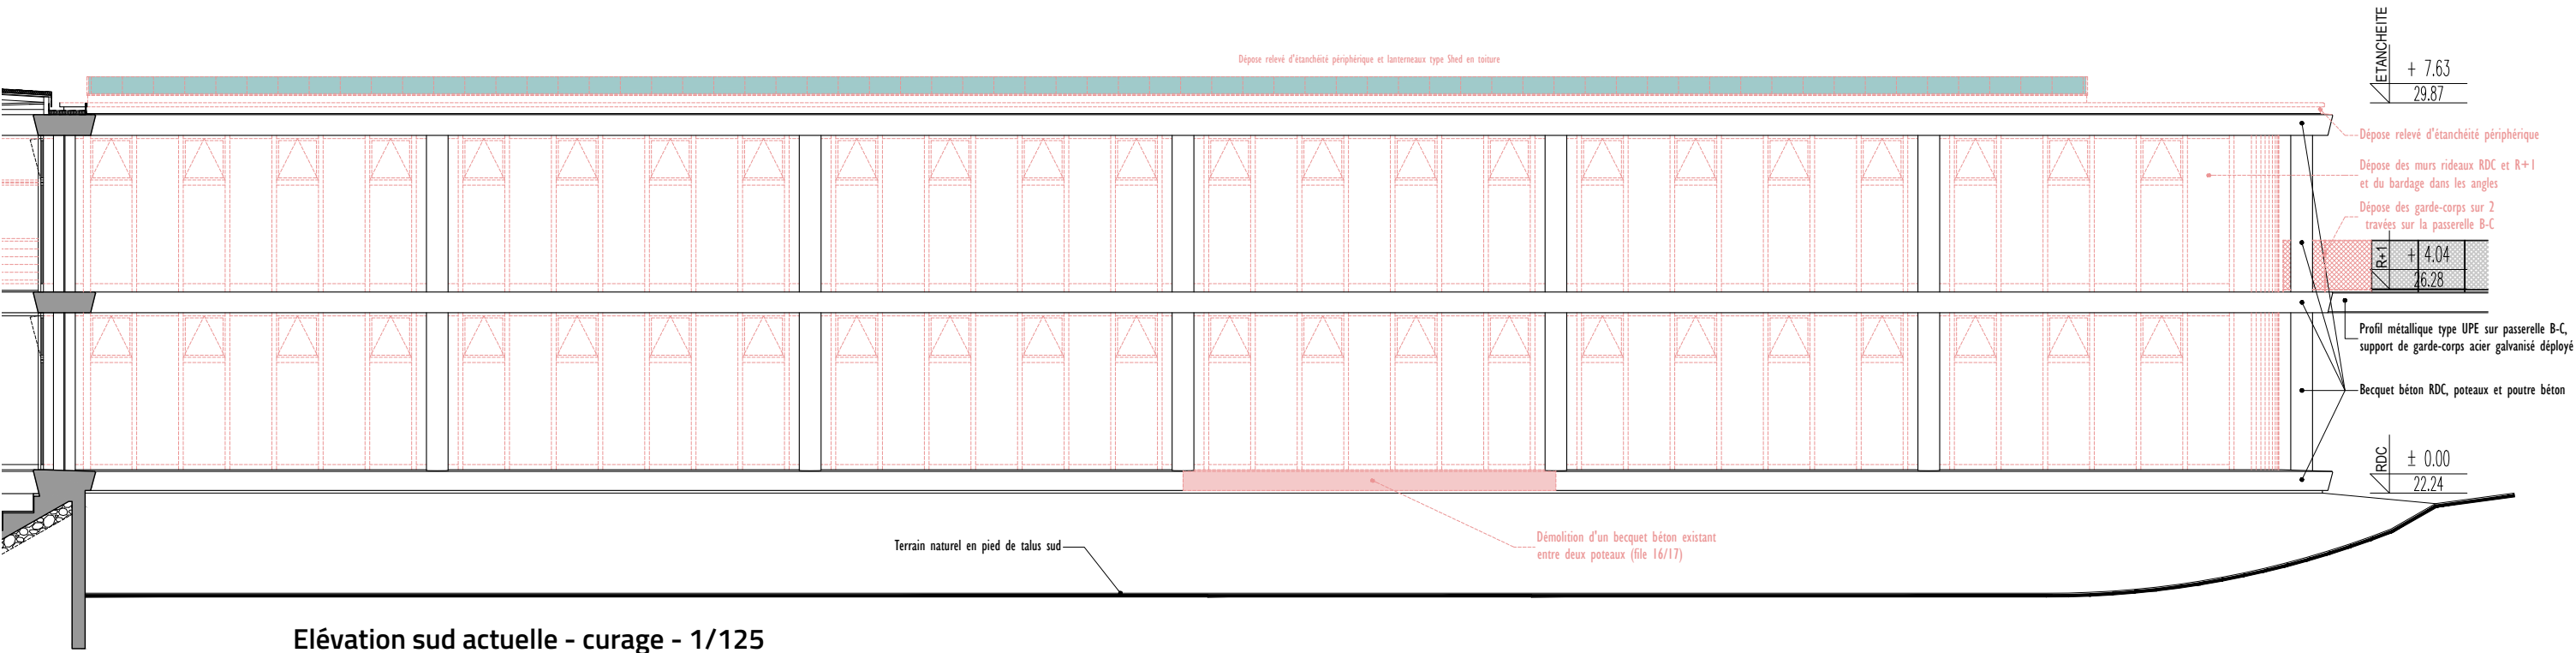 Dépose relevé d'étanchéité périphérique et lanterneaux type Shed en toiture
ETANCHEITE
+ 7.63
29.87
Dépose relevé d'étanchéité périphérique
Dépose des murs rideaux RDC et R+1
et du bardage dans les angles
Dépose des garde-corps sur 2
travées sur la passerelle B-C
R+1
+ 4.04
26.28
Profil métallique type UPE sur passerelle B-C,
support de garde-corps acier galvanisé déployé
Becquet béton RDC, poteaux et poutre béton
RDC
± 0.00
22.24
Démolition d'un becquet béton existant
entre deux poteaux (file 16/17)
Terrain naturel en pied de talus sud
Elévation sud actuelle - curage - 1/125